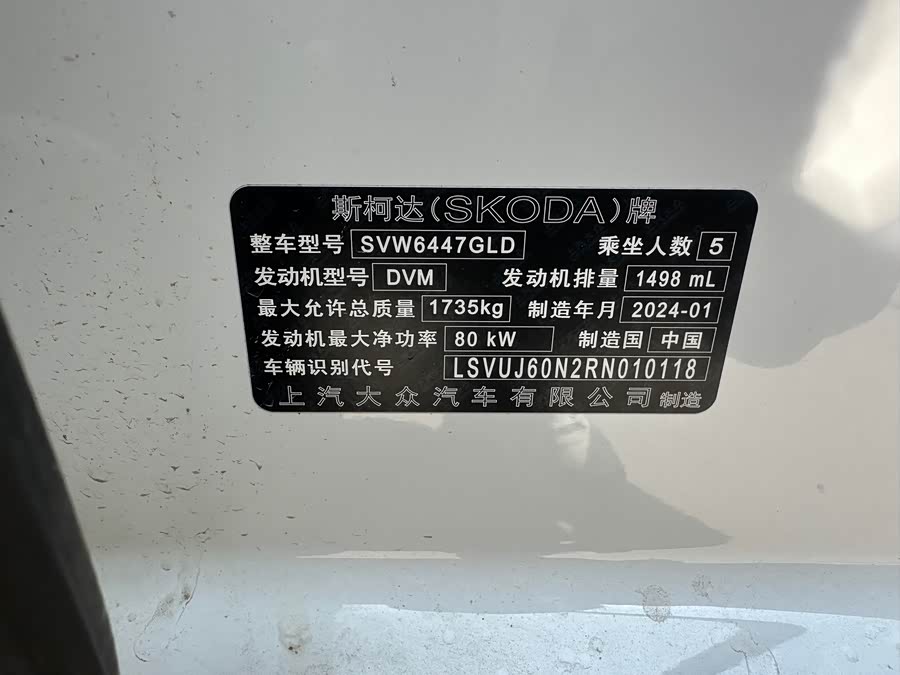 斯柯达(SKODA)牌
整车型号 SVW6447GLD 乘坐人数 5
发动机型号 DVM 发动机排量 1498 mL
最大允许总质量 1735kg 制造年月 2024-01
发动机最大净功率 80 kW 制造国 中国
车辆识别代号 LSVUJ60N2RN010118
上汽大众汽车有限公司 制造